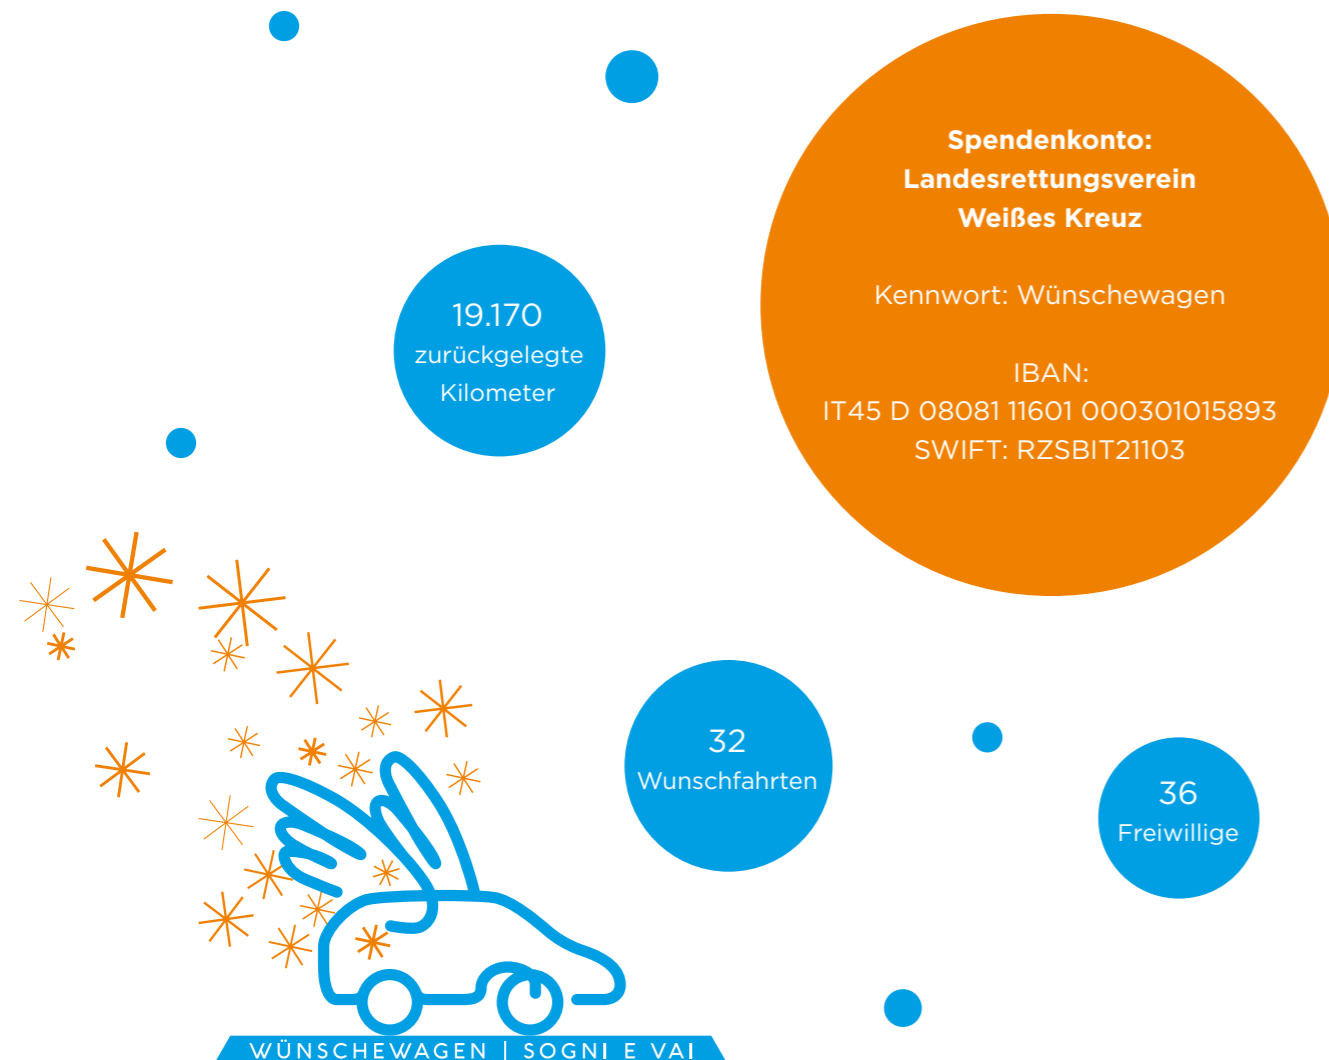 Spendenkonto:
Landesrettungsverein
Weißes Kreuz
Kennwort: Wünschewagen
IBAN:
IT45 D 08081 11601 000301015893
SWIFT: RZSBIT21103
19.170
zurückgelegte
Kilometer
32
Wunschfahrten
36
Freiwillige
WÜNSCHEWAGEN | SOGNI E VAI